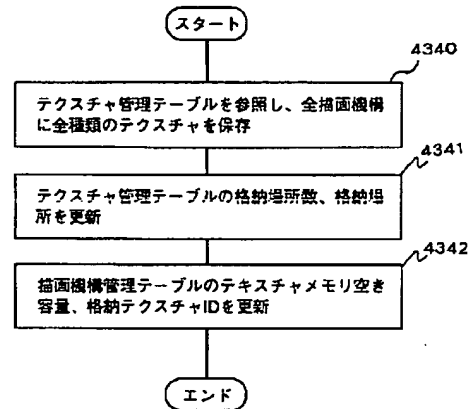 スタート
4340
テクスチャ管理テーブルを参照し、全描画機構
に全種類のテクスチャを保存
4341
テクスチャ管理テーブルの格納場所数、格納場
所を更新
4342
描画機構管理テーブルのテキスチャメモリ空き
容量、格納テクスチャIDを更新
エンド